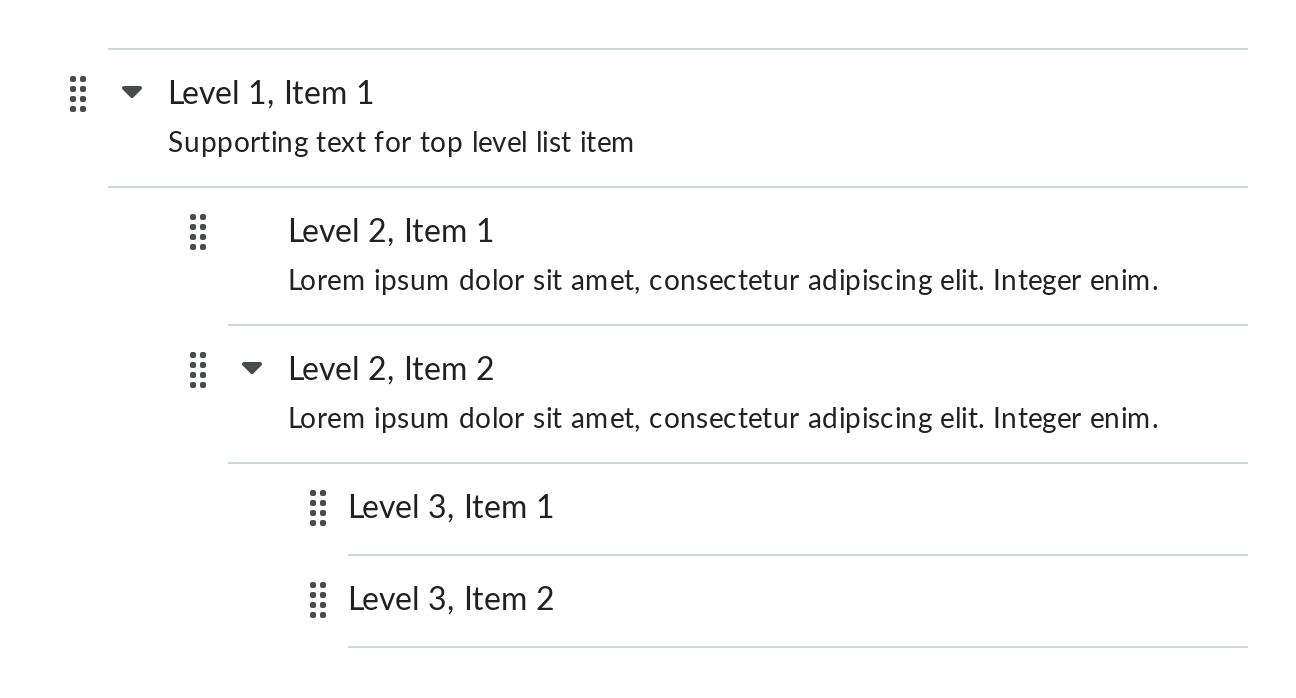 Level 1, Item 1
Supporting text for top level list item
Level 2, Item 1
Lorem ipsum dolor sit amet, consectetur adipiscing elit. Integer enim.
Level 2, Item 2
Lorem ipsum dolor sit amet, consectetur adipiscing elit. Integer enim.
Level 3, Item 1
Level 3, Item 2